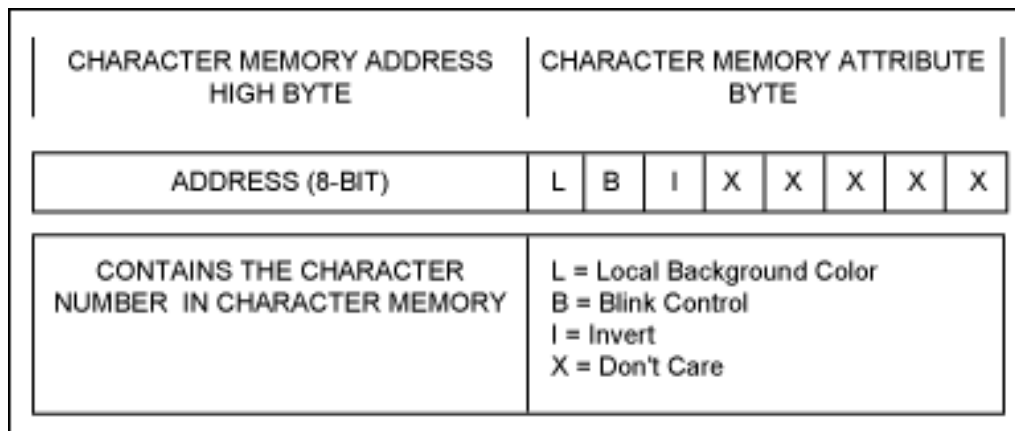 CHARACTER MEMORY ADDRESS
HIGH BYTE
CHARACTER MEMORY ATTRIBUTE
BYTE
ADDRESS (8-BIT)
L B I X X X X X
CONTAINS THE CHARACTER
NUMBER IN CHARACTER MEMORY
L = Local Background Color
B = Blink Control
I = Invert
X = Don't Care